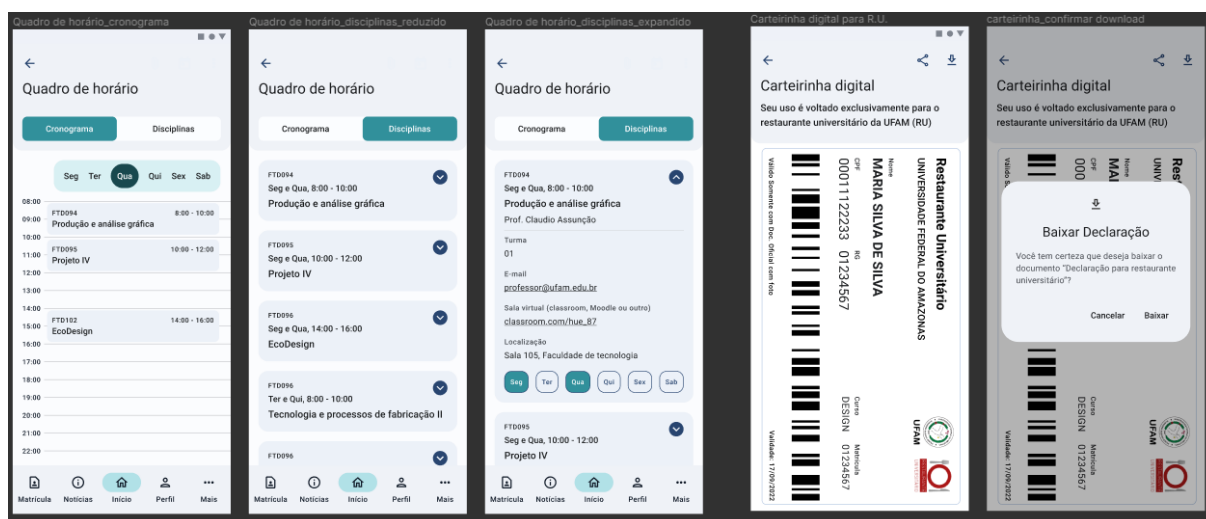 Quadro de horário_cronograma
Quadro de horário
Cronograma
Disciplinas
Seg Ter Qua Qui Sex Sab
08:00
FTD094 8:00 - 10:00
09:00
Produção e análise gráfica
10:00
FTD095 10:00 - 12:00
11:00
Projeto IV
12:00
13:00
14:00
FTD102 14:00 - 16:00
15:00
EcoDesign
16:00
17:00
18:00
19:00
20:00
21:00
22:00
Matrícula Notícias Início Perfil Mais
Quadro de horário_disciplinas_reduzido
Quadro de horário
Cronograma
Disciplinas
FTD094
Seg e Qua, 8:00 - 10:00
Produção e análise gráfica
FTD095
Seg e Qua, 10:00 - 12:00
Projeto IV
FTD096
Seg e Qua, 14:00 - 16:00
EcoDesign
FTD096
Ter e Qui, 8:00 - 10:00
Tecnologia e processos de fabricação II
FTD096
Matrícula Notícias Início Perfil Mais
Quadro de horário_disciplinas_expandido
Quadro de horário
Cronograma
Disciplinas
FTD094
Seg e Qua, 8:00 - 10:00
Produção e análise gráfica
Prof. Claudio Assunção
Turma
01
E-mail
professor@ufam.edu.br
Sala virtual (classroom, Moodle ou outro)
classroom.com/hue_87
Localização
Sala 105, Faculdade de tecnologia
Seg Ter Qua Qui Sex Sab
FTD095
Seg e Qua, 10:00 - 12:00
Projeto IV
Matrícula Notícias Início Perfil Mais
Carteirinha digital para R.U.
Carteirinha digital
Seu uso é voltado exclusivamente para o
restaurante universitário da UFAM (RU)
Restaurante Universitário
UNIVERSIDADE FEDERAL DO AMAZONAS
Nome
MARIA SILVA DE SILVA
CPF RG
00011122233 01234567
Curso Matrícula
DESIGN 01234567
Válido Somente com Doc. Oficial com foto
Validade: 17/09/2022
UFAM
carteirinha_confirmar download
Carteirinha digital
Seu uso é voltado exclusivamente para o
restaurante universitário da UFAM (RU)
Baixar Declaração
Você tem certeza que deseja baixar o
documento "Declaração para restaurante
universitário"?
Cancelar Baixar
Curso Matrícula
DESIGN 01234567
Validade: 17/09/2022
UFAM